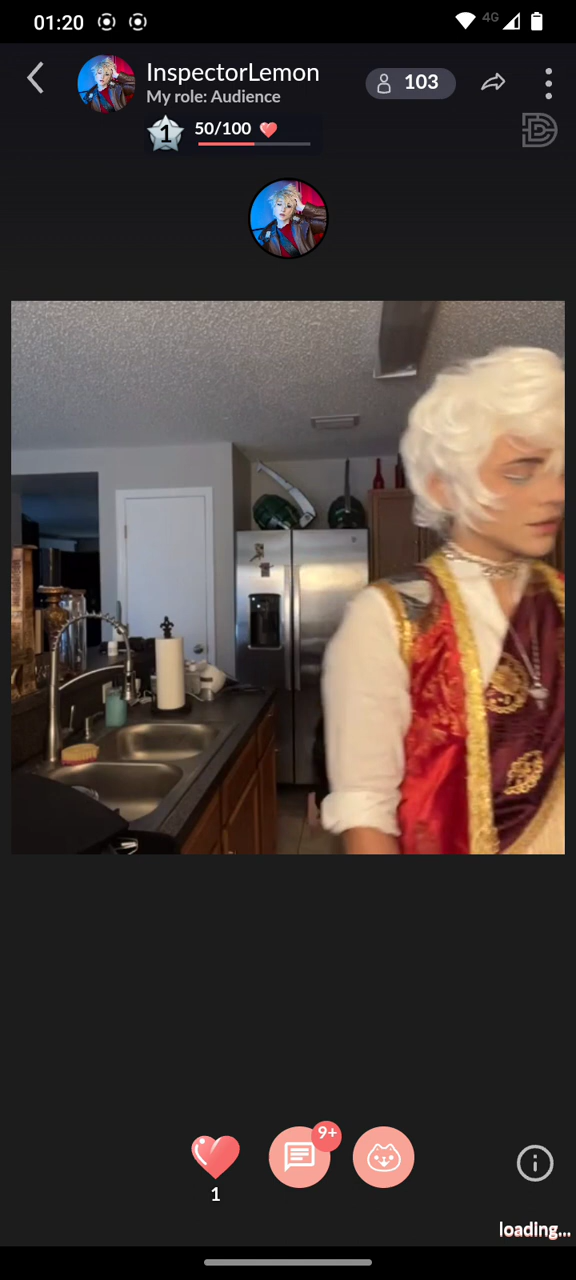 01:20
4G
InspectorLemon
My role: Audience
103
1
50/100
9+
1
loading...